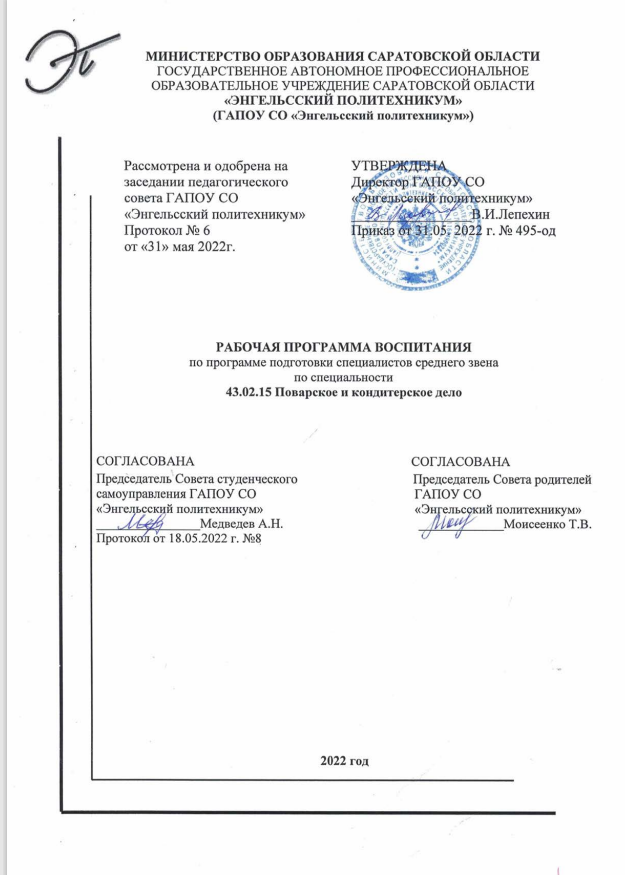 Эп
МИНИСТЕРСТВО ОБРАЗОВАНИЯ САРАТОВСКОЙ ОБЛАСТИ
ГОСУДАРСТВЕННОЕ АВТОНОМНОЕ ПРОФЕССИОНАЛЬНОЕ
ОБРАЗОВАТЕЛЬНОЕ УЧРЕЖДЕНИЕ САРАТОВСКОЙ ОБЛАСТИ
«ЭНГЕЛЬССКИЙ ПОЛИТЕХНИКУМ»
(ГАПОУ СО «Энгельсский политехникум»)
Рассмотрена и одобрена на
заседании педагогического
совета ГАПОУ СО
«Энгельсский политехникум»
Протокол № 6
от «31» мая 2022г.
УТВЕРЖДЕНА
Директор ГАПОУ СО
«Энгельсский политехникум»
В.И.Лепехин
Приказ от 31.05. 2022 г. № 495-од
РАБОЧАЯ ПРОГРАММА ВОСПИТАНИЯ
по программе подготовки специалистов среднего звена
по специальности
43.02.15 Поварское и кондитерское дело
СОГЛАСОВАНА
Председатель Совета студенческого
самоуправления ГАПОУ СО
«Энгельсский политехникум»
Медведев А.Н.
Протокол от 18.05.2022 г. №8
СОГЛАСОВАНА
Председатель Совета родителей
ГАПОУ СО
«Энгельсский политехникум»
Моисеенко Т.В.
2022 год